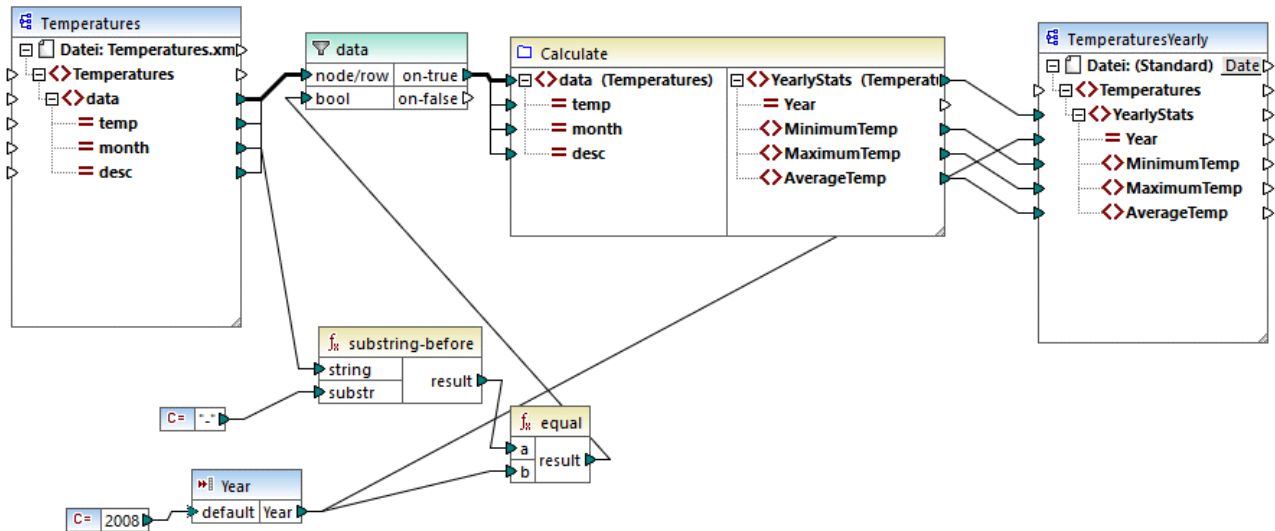 Temperatures
Datei: Temperatures.xm
Temperatures
data
temp
month
desc
data
node/row on-true
bool on-false
Calculate
data (Temperatures)
temp
month
desc
YearlyStats (Temperat
Year
MinimumTemp
MaximumTemp
AverageTemp
TemperaturesYearly
Datei: (Standard) Date
Temperatures
YearlyStats
Year
MinimumTemp
MaximumTemp
AverageTemp
substring-before
string
substr
result
C= "-"
equal
a
b
result
Year
default Year
C= 2008